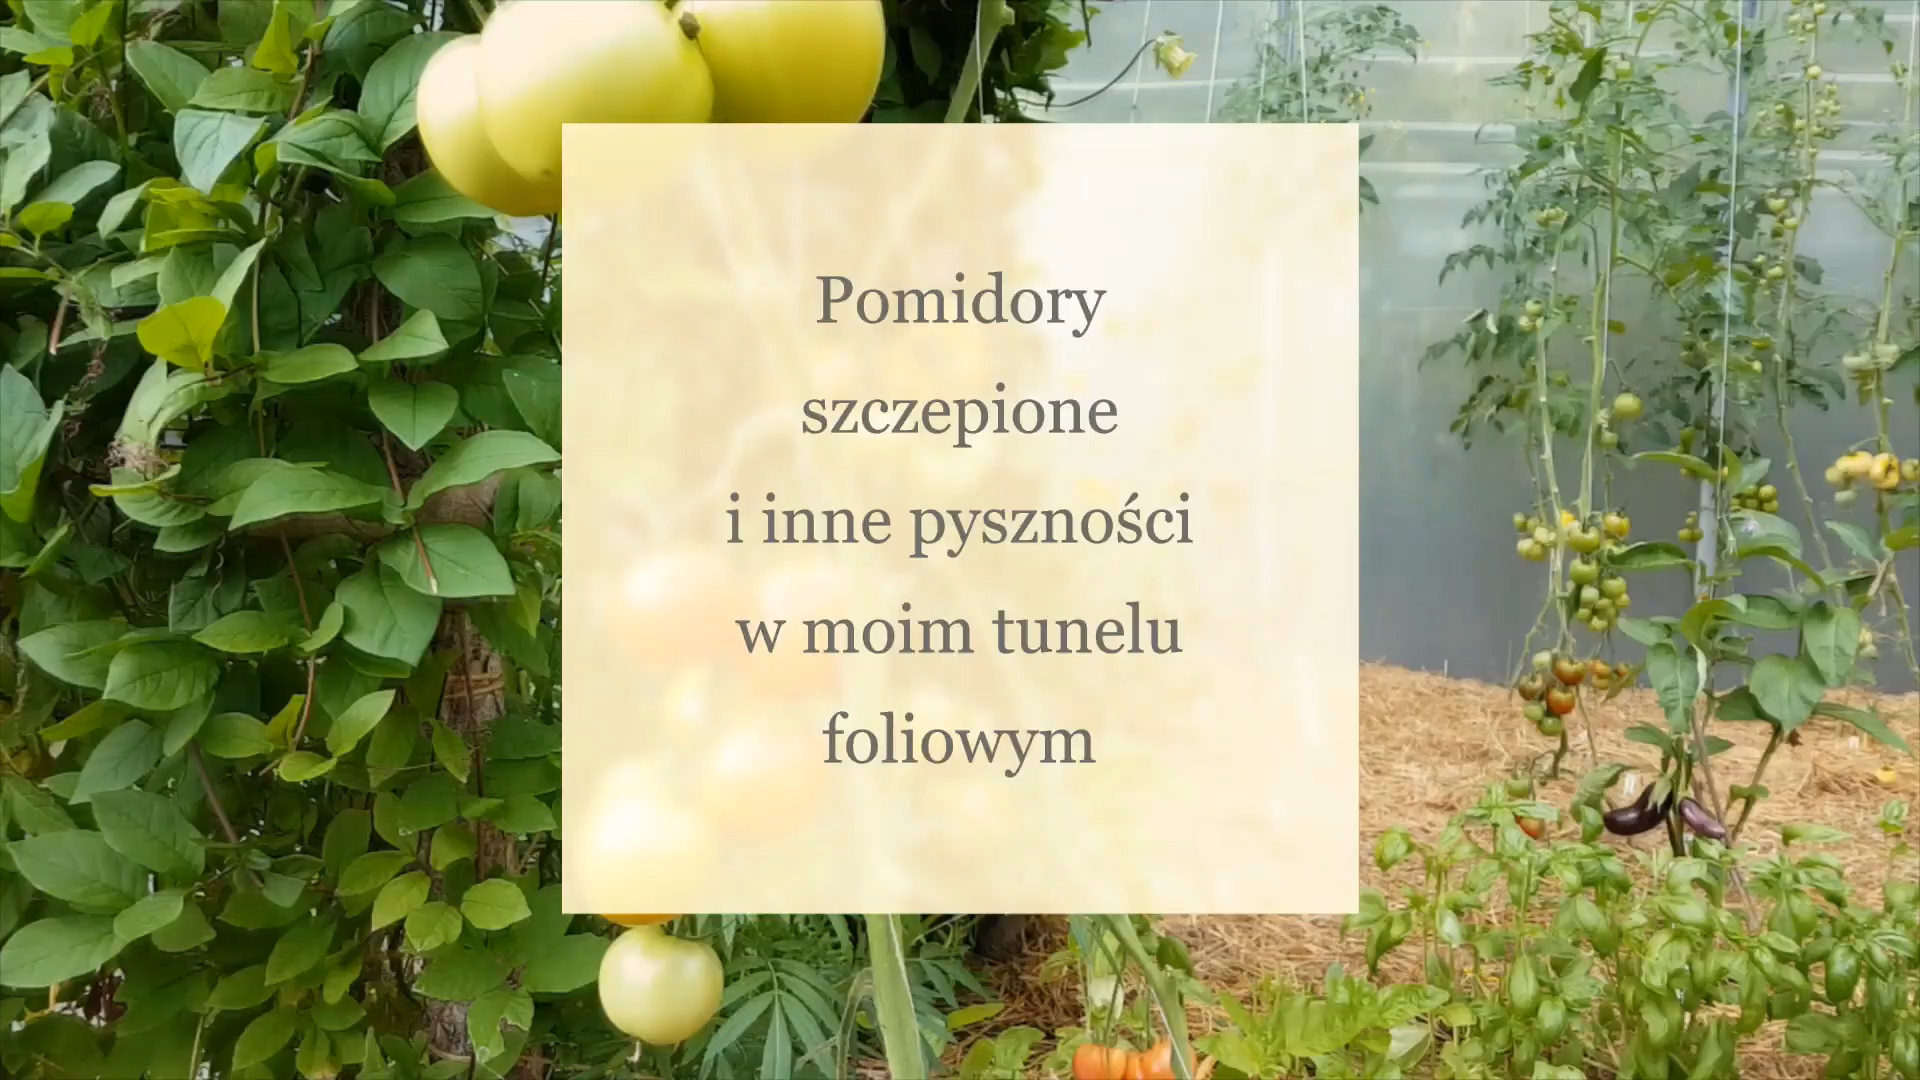 Pomidory
szczepione
i inne pyszności
w moim tunelu
foliowym